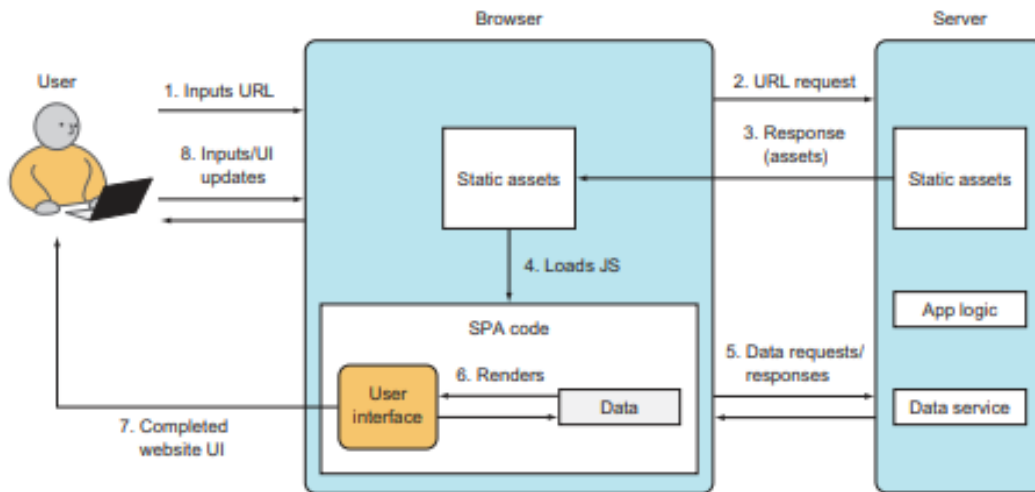 Browser
Server
User
1. Inputs URL
2. URL request
3. Response
(assets)
8. Inputs/UI
updates
Static assets
Static assets
4. Loads JS
App logic
SPA code
5. Data requests/
responses
6. Renders
User
interface
Data
Data service
7. Completed
website UI